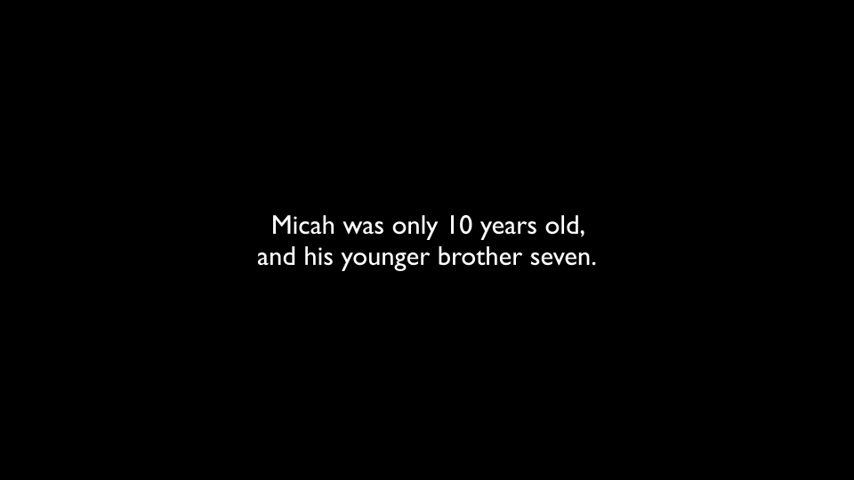 Micah was only 10 years old,
and his younger brother seven.